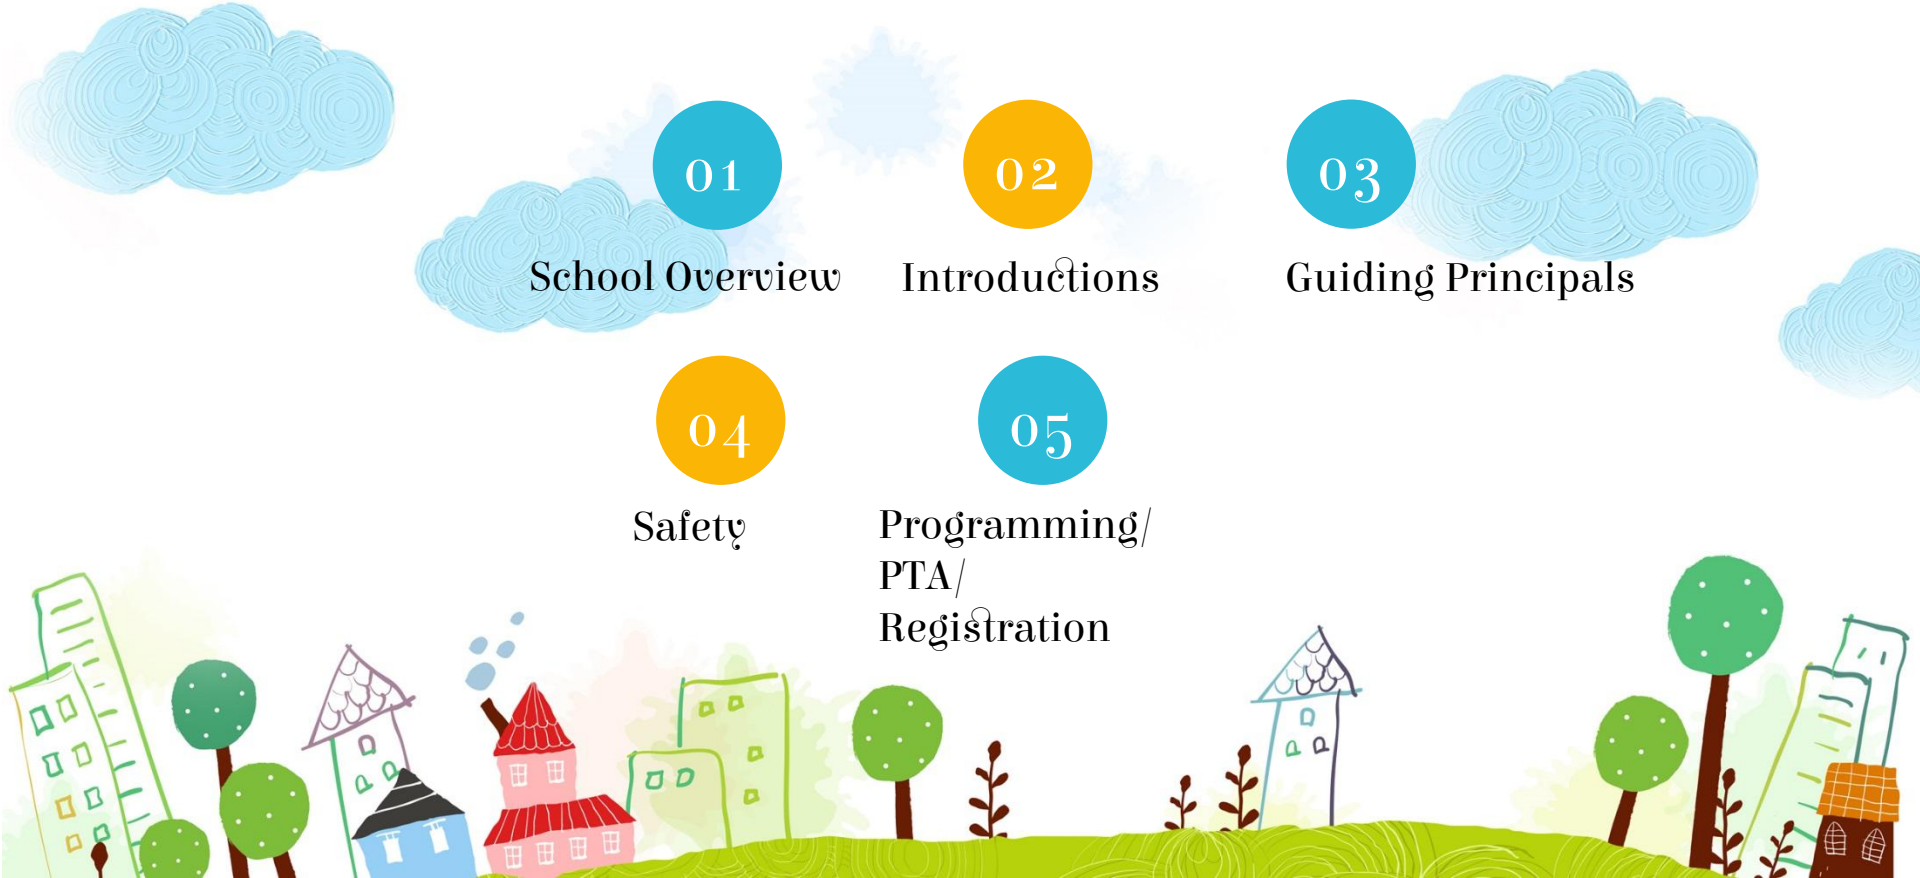 01
School Overview
02
Introductions
03
Guiding Principals
04
Safety
05
Programming/
PTA/
Registration